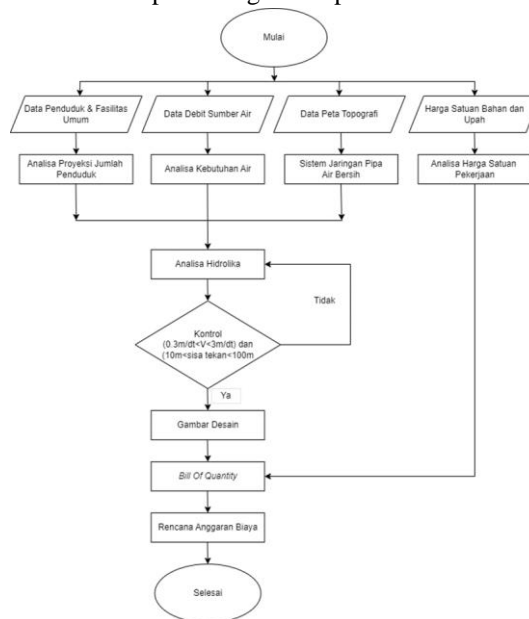 Mulai
Data Penduduk & Fasilitas
Umum
Data Debit Sumber Air
Data Peta Topografi
Harga Satuan Bahan dan
Upah
Analisa Proyeksi Jumlah
Penduduk
Analisa Kebutuhan Air
Sistem Jaringan Pipa
Air Bersih
Analisa Harga Satuan
Pekerjaan
Analisa Hidrolika
Tidak
Kontrol
(0.3m/dt<V<3m/dt) dan
(10m<sisa tekan<100m
Ya
Gambar Desain
Bill Of Quantity
Rencana Anggaran Biaya
Selesai